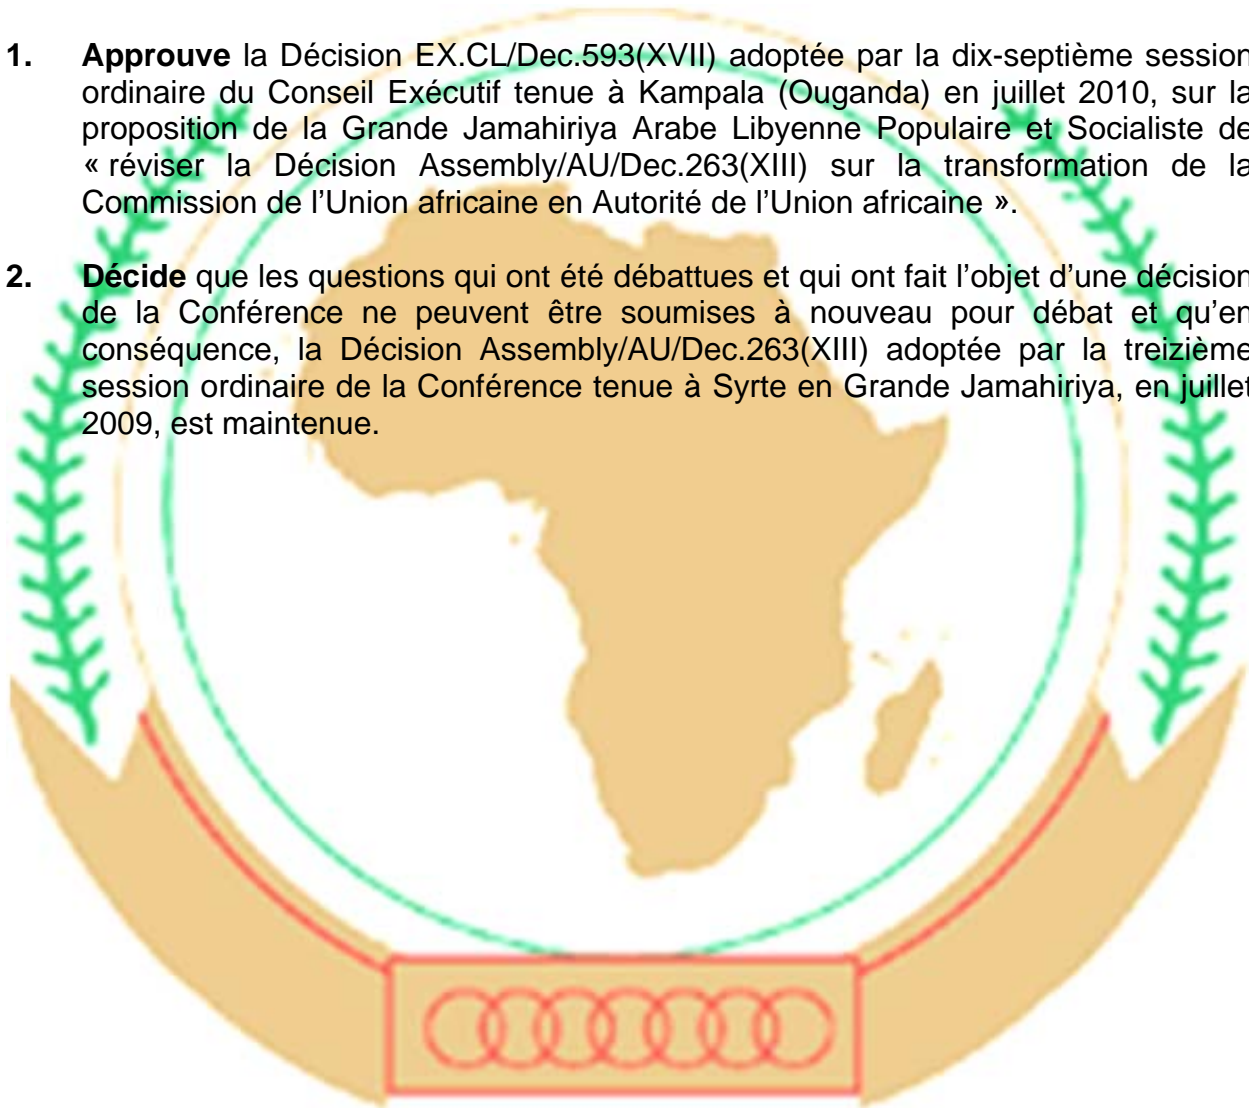 1. Approuve la Décision EX.CL/Dec.593(XVII) adoptée par la dix-septième session
ordinaire du Conseil Exécutif tenue à Kampala (Ouganda) en juillet 2010, sur la
proposition de la Grande Jamahiriya Arabe Libyenne Populaire et Socialiste de
« réviser la Décision Assembly/AU/Dec.263(XIII) sur la transformation de la
Commission de l’Union africaine en Autorité de l’Union africaine ».
2. Décide que les questions qui ont été débattues et qui ont fait l’objet d’une décision
de la Conférence ne peuvent être soumises à nouveau pour débat et qu’en
conséquence, la Décision Assembly/AU/Dec.263(XIII) adoptée par la treizième
session ordinaire de la Conférence tenue à Syrte en Grande Jamahiriya, en juillet
2009, est maintenue.